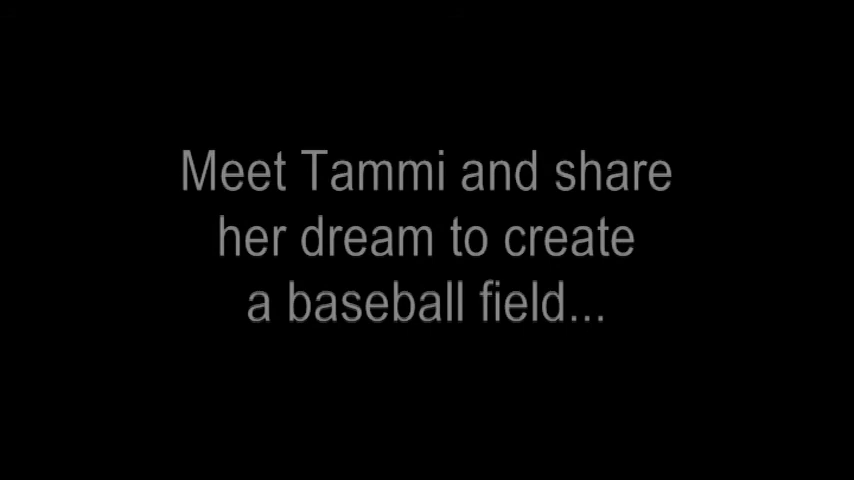 Meet Tammi and share
her dream to create
a baseball field...